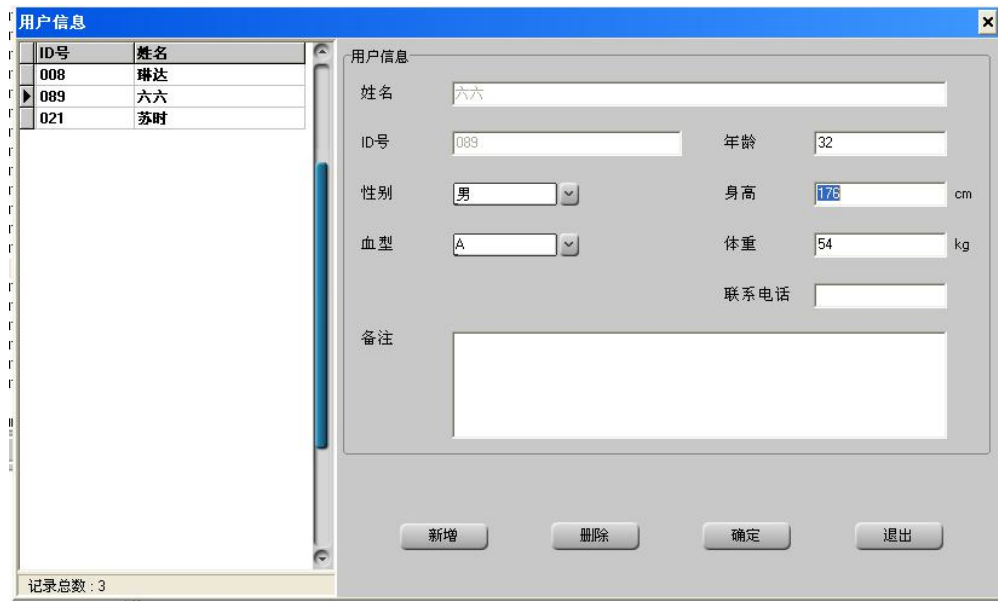 用户信息
ID号 姓名
008 琳达
089 六六
021 苏时
记录总数 : 3
用户信息
姓名 六六
ID号 089 年龄 32
性别 男 身高 176 cm
血型 A 体重 54 kg
联系电话
备注
新增 删除 确定 退出